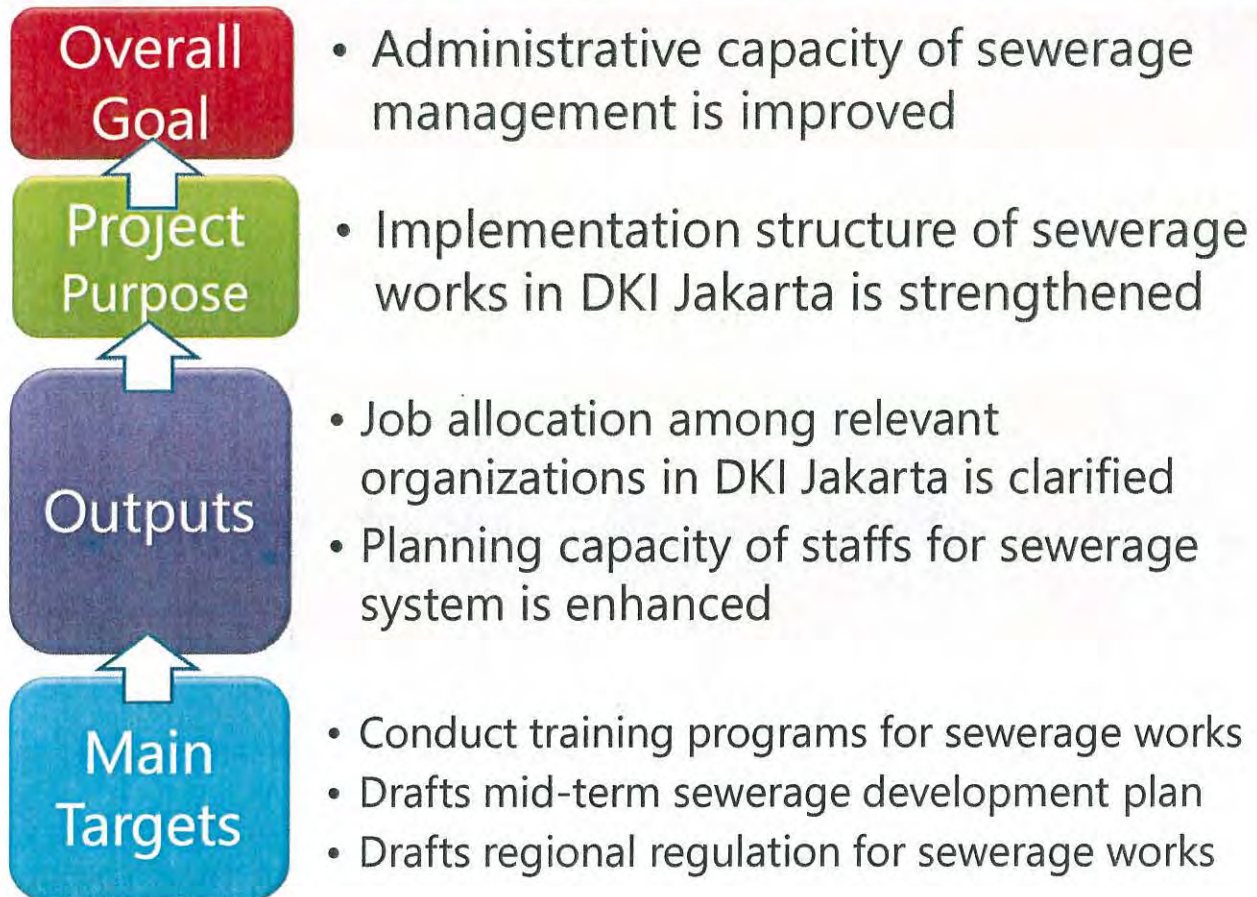 Overall
Goal
• Administrative capacity of sewerage
management is improved
Project
Purpose
• Implementation structure of sewerage
works in DKI Jakarta is strengthened
Outputs
• Job allocation among relevant
organizations in DKI Jakarta is clarified
• Planning capacity of staffs for sewerage
system is enhanced
Main
Targets
• Conduct training programs for sewerage works
• Drafts mid-term sewerage development plan
• Drafts regional regulation for sewerage works